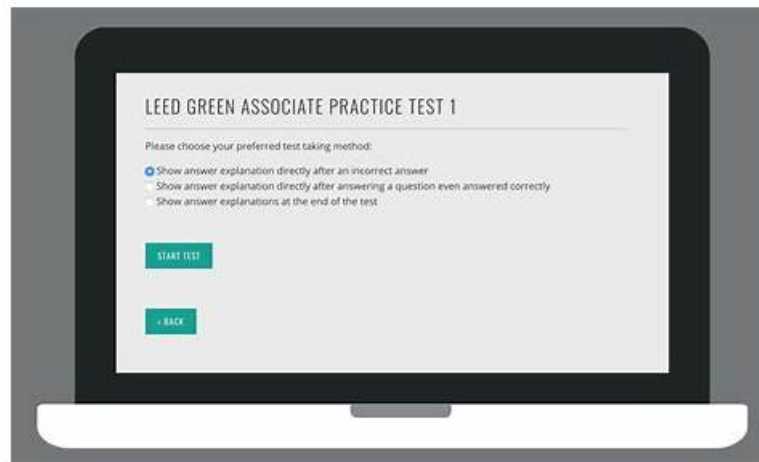 LEED GREEN ASSOCIATE PRACTICE TEST 1
Please choose your preferred test taking method:
Show answer explanation directly after an incorrect answer
Show answer explanation directly after answering a question even answered correctly
Show answer explanations at the end of the test
START TEST
‹ BACK